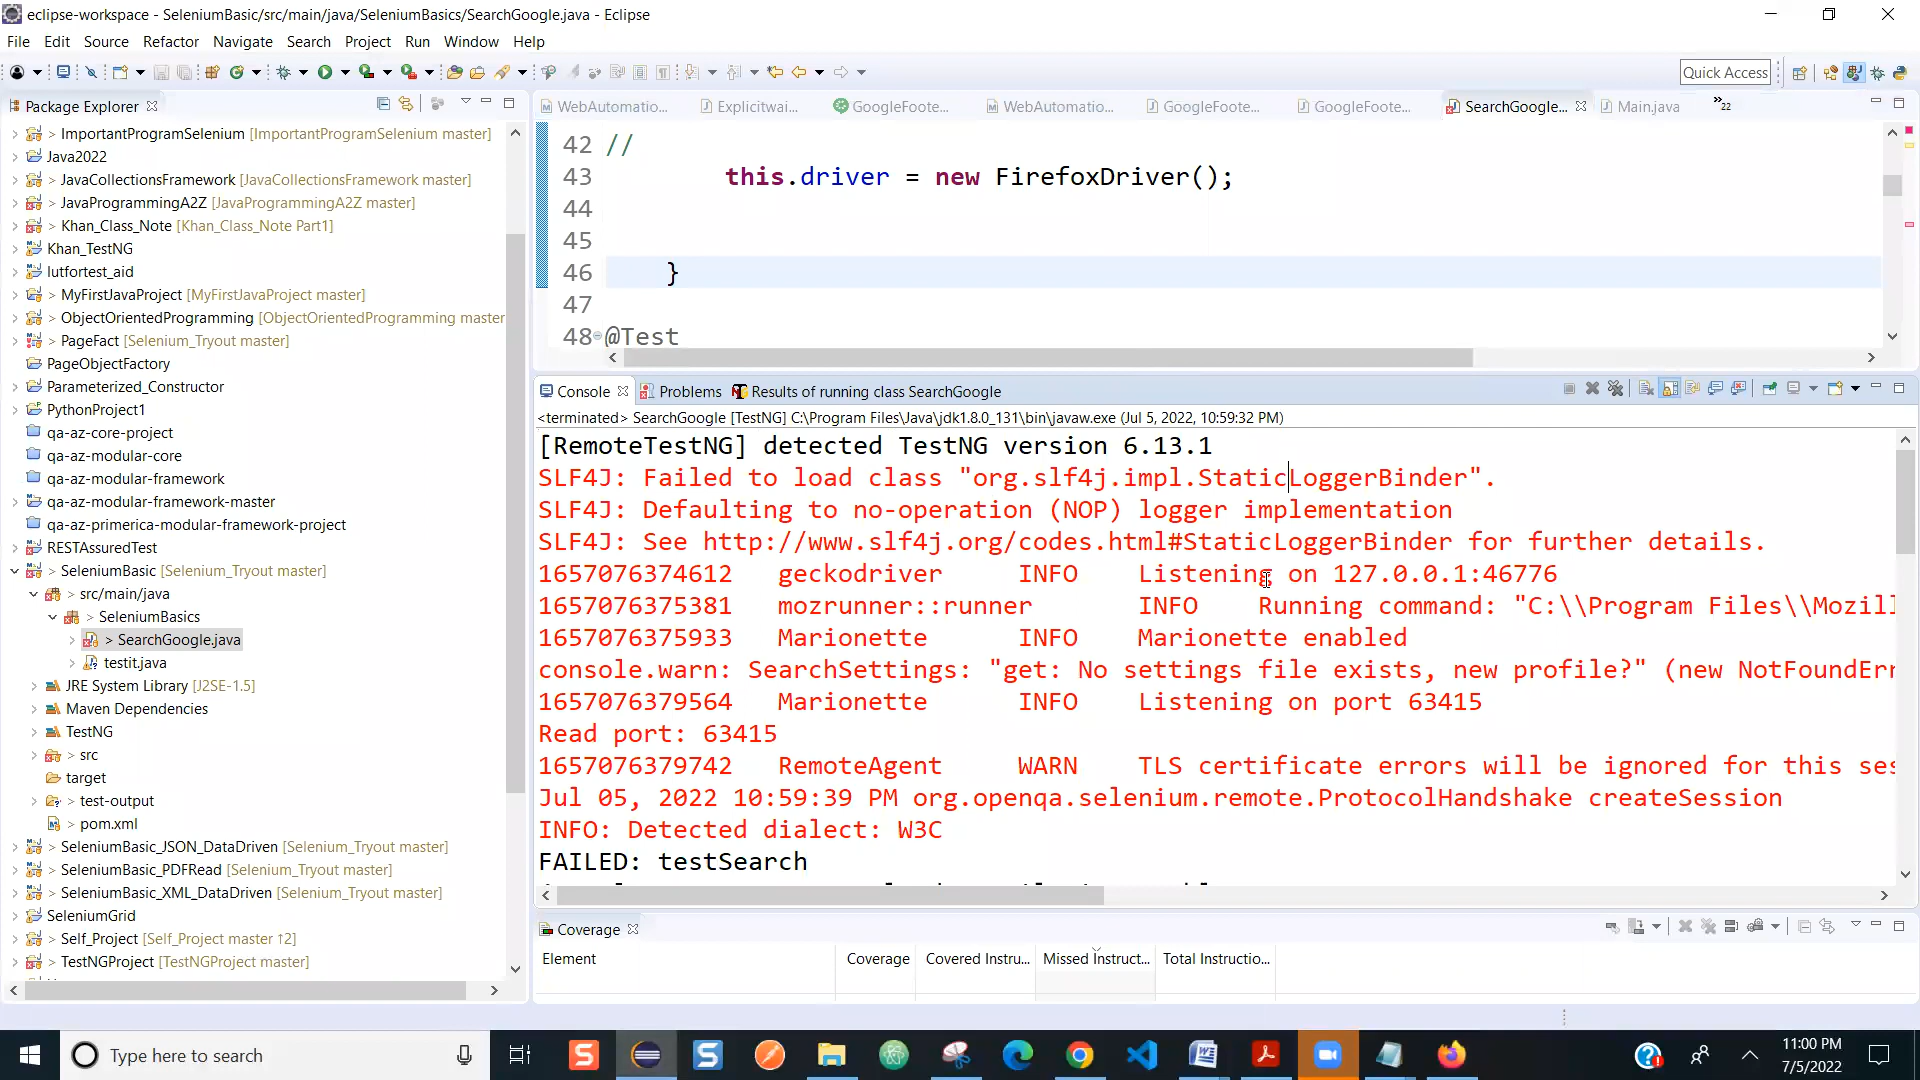 eclipse-workspace - SeleniumBasic/src/main/java/SeleniumBasics/SearchGoogle.java - Eclipse
File Edit Source Refactor Navigate Search Project Run Window Help
Quick Access
Package Explorer
> ImportantProgramSelenium [ImportantProgramSelenium master]
Java2022
> JavaCollectionsFramework [JavaCollectionsFramework master]
> JavaProgrammingA2Z [JavaProgrammingA2Z master]
> Khan_Class_Note [Khan_Class_Note Part1]
Khan_TestNG
lutfortest_aid
> MyFirstJavaProject [MyFirstJavaProject master]
> ObjectOrientedProgramming [ObjectOrientedProgramming master
> PageFact [Selenium_Tryout master]
PageObjectFactory
Parameterized_Constructor
PythonProject1
qa-az-core-project
qa-az-modular-core
qa-az-modular-framework
qa-az-modular-framework-master
qa-az-primerica-modular-framework-project
RESTAssuredTest
> SeleniumBasic [Selenium_Tryout master]
> src/main/java
> SeleniumBasics
> SearchGoogle.java
testit.java
JRE System Library [J2SE-1.5]
Maven Dependencies
TestNG
> src
target
> test-output
> pom.xml
> SeleniumBasic_JSON_DataDriven [Selenium_Tryout master]
> SeleniumBasic_PDFRead [Selenium_Tryout master]
> SeleniumBasic_XML_DataDriven [Selenium_Tryout master]
SeleniumGrid
> Self_Project [Self_Project master ↑2]
> TestNGProject [TestNGProject master]
WebAutomatio... Explicitwai... GoogleFoote... WebAutomatio... GoogleFoote... GoogleFoote... SearchGoogle... Main.java »22
42 //
43 this.driver = new FirefoxDriver();
44
45
46 }
47
48 @Test
Console Problems Results of running class SearchGoogle
<terminated> SearchGoogle [TestNG] C:\Program Files\Java\jdk1.8.0_131\bin\javaw.exe (Jul 5, 2022, 10:59:32 PM)
[RemoteTestNG] detected TestNG version 6.13.1
SLF4J: Failed to load class "org.slf4j.impl.StaticLoggerBinder".
SLF4J: Defaulting to no-operation (NOP) logger implementation
SLF4J: See http://www.slf4j.org/codes.html#StaticLoggerBinder for further details.
1657076374612 geckodriver INFO Listening on 127.0.0.1:46776
1657076375381 mozrunner::runner INFO Running command: "C:\\Program Files\\Mozill
1657076375933 Marionette INFO Marionette enabled
console.warn: SearchSettings: "get: No settings file exists, new profile?" (new NotFoundErr
1657076379564 Marionette INFO Listening on port 63415
Read port: 63415
1657076379742 RemoteAgent WARN TLS certificate errors will be ignored for this ses
Jul 05, 2022 10:59:39 PM org.openqa.selenium.remote.ProtocolHandshake createSession
INFO: Detected dialect: W3C
FAILED: testSearch
Coverage
Element Coverage Covered Instru... Missed Instruct... Total Instructio...
Type here to search
11:00 PM
7/5/2022